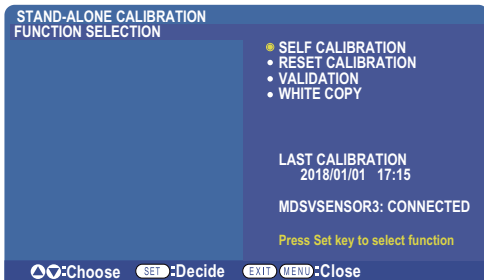 STAND-ALONE CALIBRATION
FUNCTION SELECTION
SELF CALIBRATION
• RESET CALIBRATION
• VALIDATION
• WHITE COPY
LAST CALIBRATION
2018/01/01 17:15
MDSVSENSOR3: CONNECTED
Press Set key to select function
:Choose SET:Decide EXIT MENU:Close